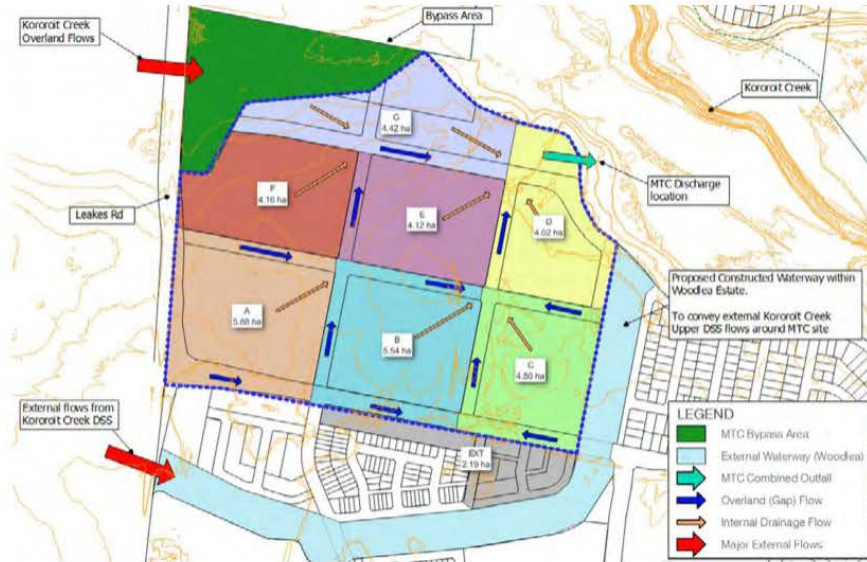 Kororoit Creek
Overland Flows
Bypass Area
Kororoit Creek
G
4.42 ha
MTC Discharge
location
F
4.16 ha
Leakes Rd
E
4.12 ha
D
4.02 ha
Proposed Constructed Waterway within
Woodlea Estate.
To convey external Kororoit Creek
Upper DSS flows around MTC site
A
5.88 ha
B
5.54 ha
C
4.80 ha
External flows from
Kororoit Creek DSS
EXT
2.19 ha
LEGEND
MTC Bypass Area
External Waterway (Woodlea)
MTC Combined Outfall
Overland (Gap) Flow
Internal Drainage Flow
Major External Flows